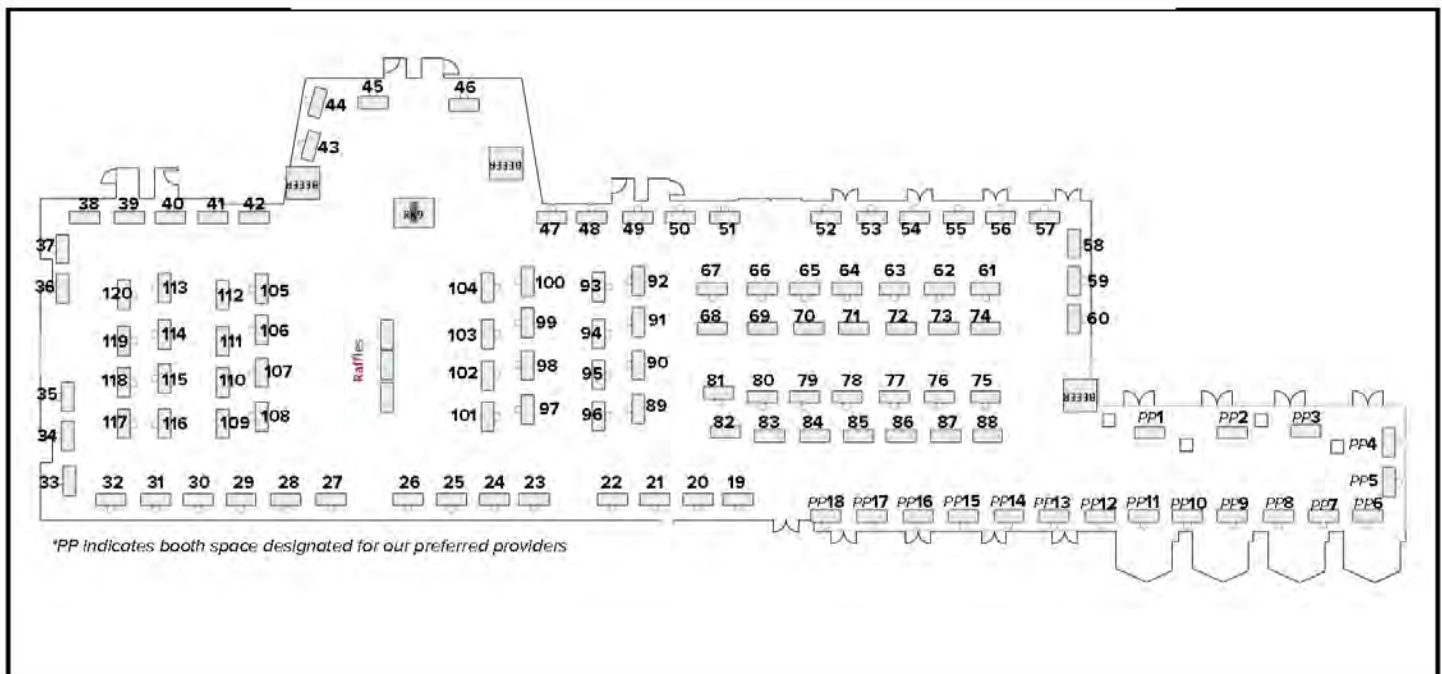 45 46
44
43
BEEER
BEEER
38 39 40 41 42
47 48 49 50 51 52 53 54 55 56 57
37
58
36
59
60
120 113 112 105
104 100 93 92
67 66 65 64 63 62 61
119 114 111 106
103 99 94 91
68 69 70 71 72 73 74
Raffles
118 115 110 107
102 98 95 90
81 80 79 78 77 76 75
BEEER
35
117 116 109 108
101 97 96 89
82 83 84 85 86 87 88
34
PP1 PP2 PP3
PP4
33
PP5
32 31 30 29 28 27 26 25 24 23 22 21 20 19
PP18 PP17 PP16 PP15 PP14 PP13 PP12 PP11 PP10 PP9 PP8 PP7 PP6
*PP indicates booth space designated for our preferred providers